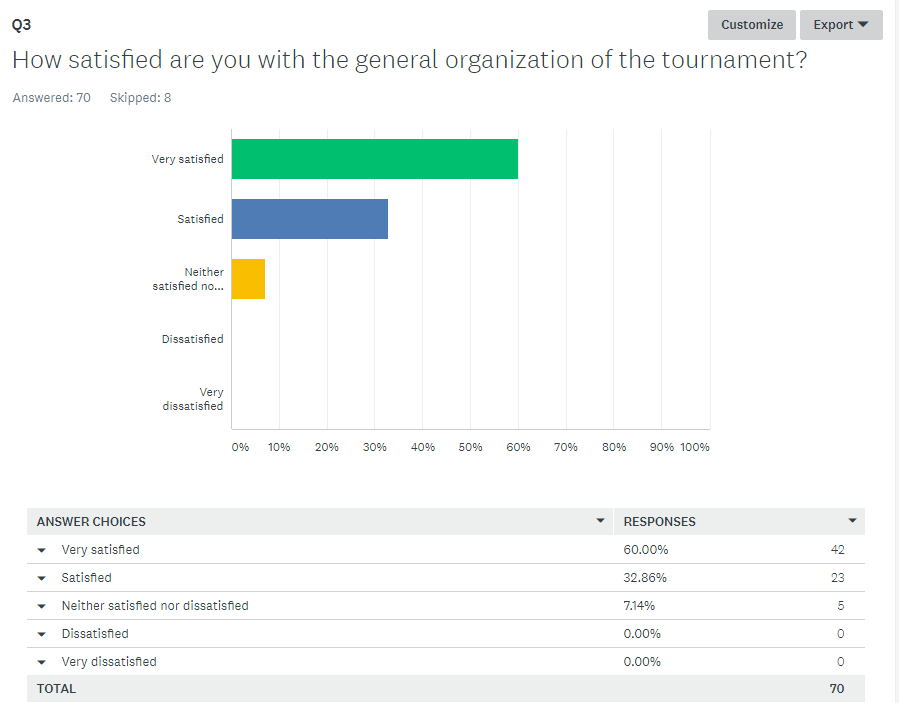 Q3
Customize
Export
How satisfied are you with the general organization of the tournament?
Answered: 70 Skipped: 8
Very satisfied
Satisfied
Neither
satisfied no...
Dissatisfied
Very
dissatisfied
0% 10% 20% 30% 40% 50% 60% 70% 80% 90% 100%
ANSWER CHOICES RESPONSES
Very satisfied 60.00% 42
Satisfied 32.86% 23
Neither satisfied nor dissatisfied 7.14% 5
Dissatisfied 0.00% 0
Very dissatisfied 0.00% 0
TOTAL 70